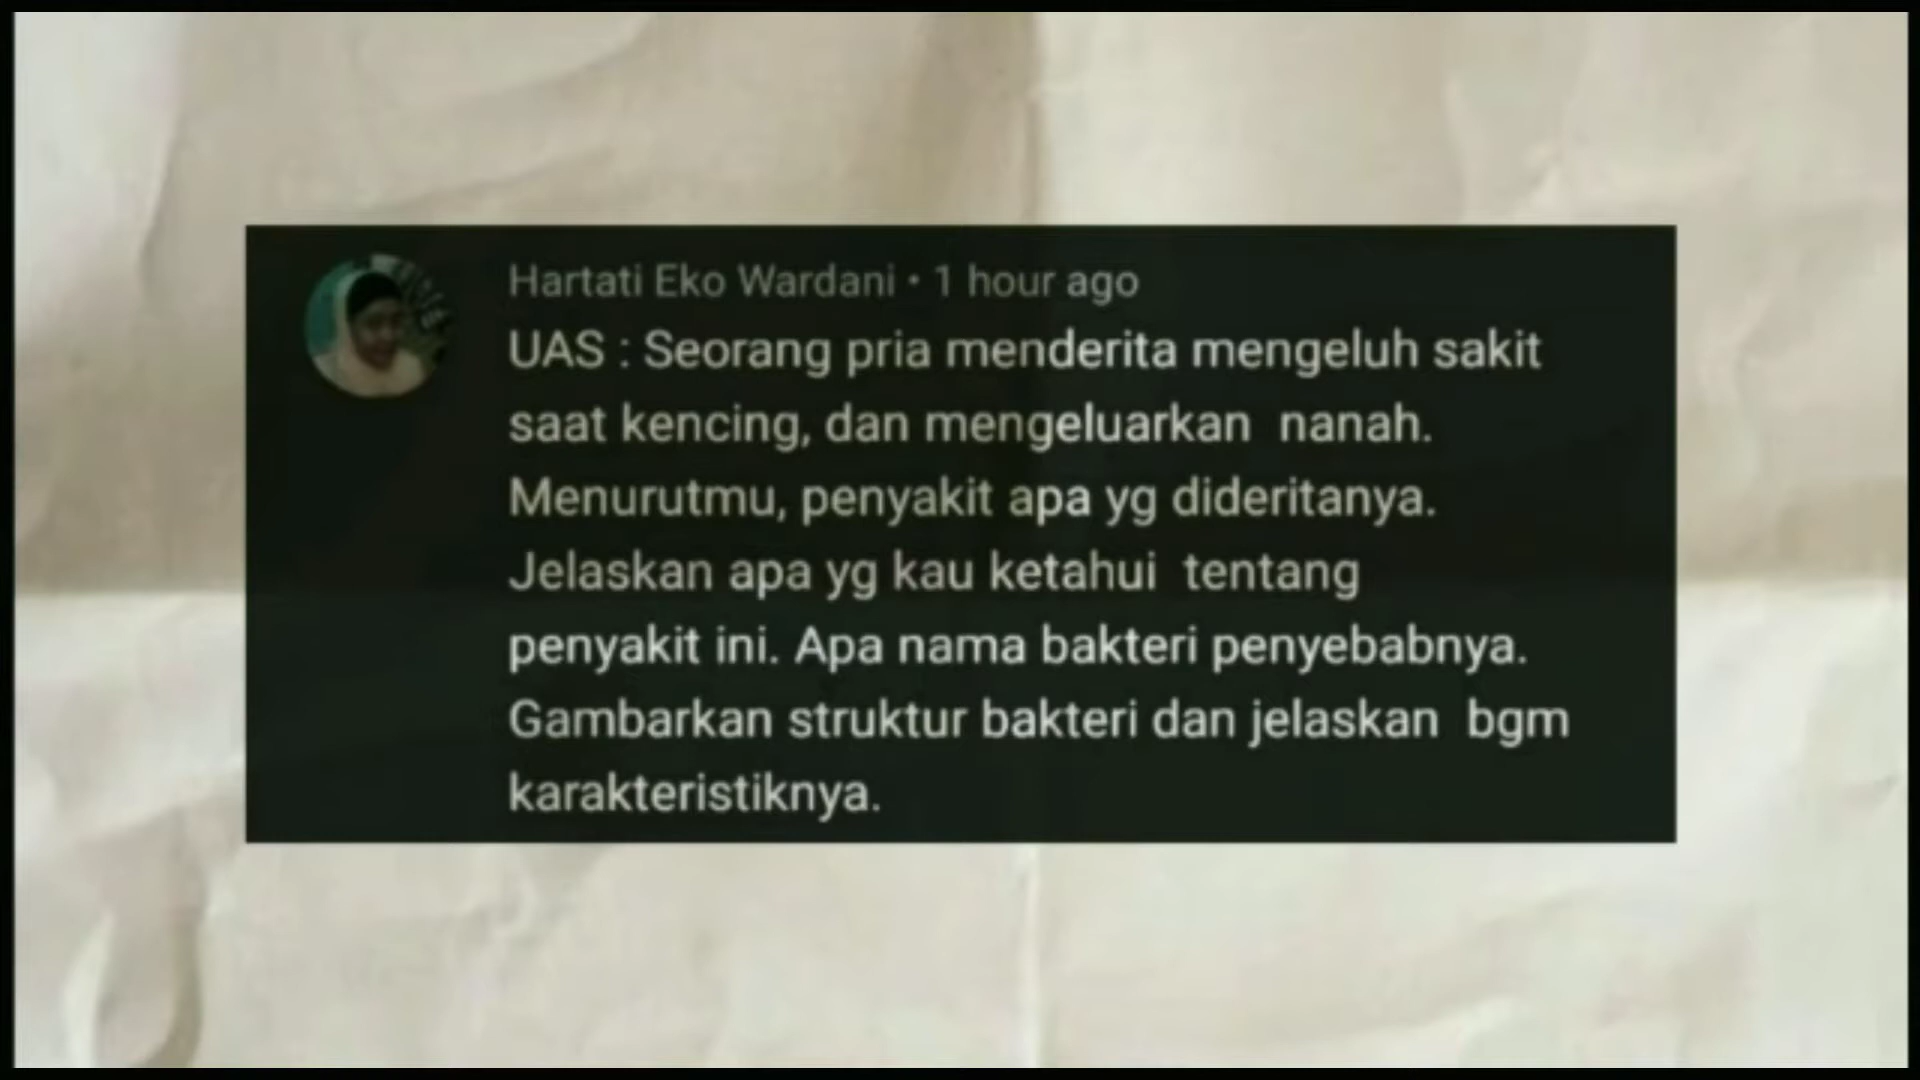 Hartati Eko Wardani • 1 hour ago
UAS : Seorang pria menderita mengeluh sakit
saat kencing, dan mengeluarkan nanah.
Menurutmu, penyakit apa yg dideritanya.
Jelaskan apa yg kau ketahui tentang
penyakit ini. Apa nama bakteri penyebabnya.
Gambarkan struktur bakteri dan jelaskan bgm
karakteristiknya.